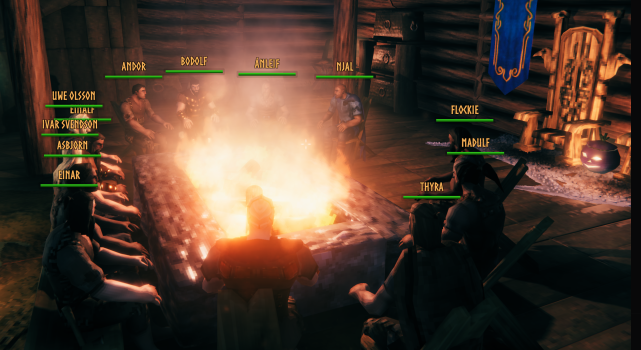 BODOLF
ANLEIF
ANDOR
NJAL
UWE OLSSON
IVAR SVENDSON
ASBJORN
EINAR
FLOCKIE
MADULF
THYRA